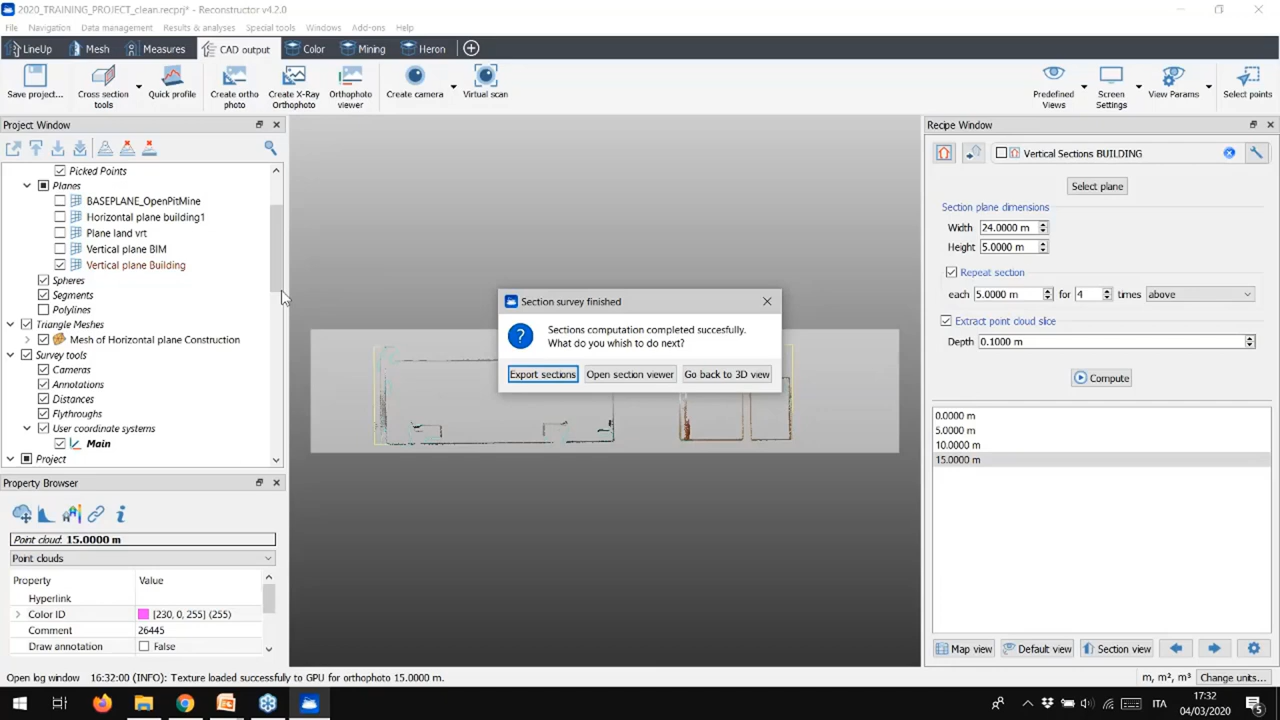 2020_TRAINING_PROJECT_clean.recprj* - Reconstructor v4.2.0
File Navigation Data management Results & analyses Special tools Windows Add-ons Help
LineUp Mesh Measures CAD output Color Mining Heron
Save project... Cross section tools Quick profile Create ortho photo Create X-Ray Orthophoto Orthophoto viewer Create camera Virtual scan Predefined Views Screen Settings View Params Select points
Project Window
Picked Points
Planes
BASEPLANE_OpenPitMine
Horizontal plane building1
Plane land vrt
Vertical plane BIM
Vertical plane Building
Spheres
Segments
Polylines
Triangle Meshes
Mesh of Horizontal plane Construction
Survey tools
Cameras
Annotations
Distances
Flythroughs
User coordinate systems
Main
Project
Property Browser
Point cloud: 15.0000 m
Point clouds
Property Value
Hyperlink
Color ID [230, 0, 255] (255)
Comment 26445
Draw annotation False
Section survey finished
Sections computation completed succesfully.
What do you whish to do next?
Export sections Open section viewer Go back to 3D view
Recipe Window
Vertical Sections BUILDING
Select plane
Section plane dimensions
Width 24.0000 m
Height 5.0000 m
Repeat section
each 5.0000 m for 4 times above
Extract point cloud slice
Depth 0.1000 m
Compute
0.0000 m
5.0000 m
10.0000 m
15.0000 m
Map view Default view Section view
Open log window 16:32:00 (INFO): Texture loaded successfully to GPU for orthophoto 15.0000 m.
m, m², m³ Change units...
ITA
17:32
04/03/2020
5